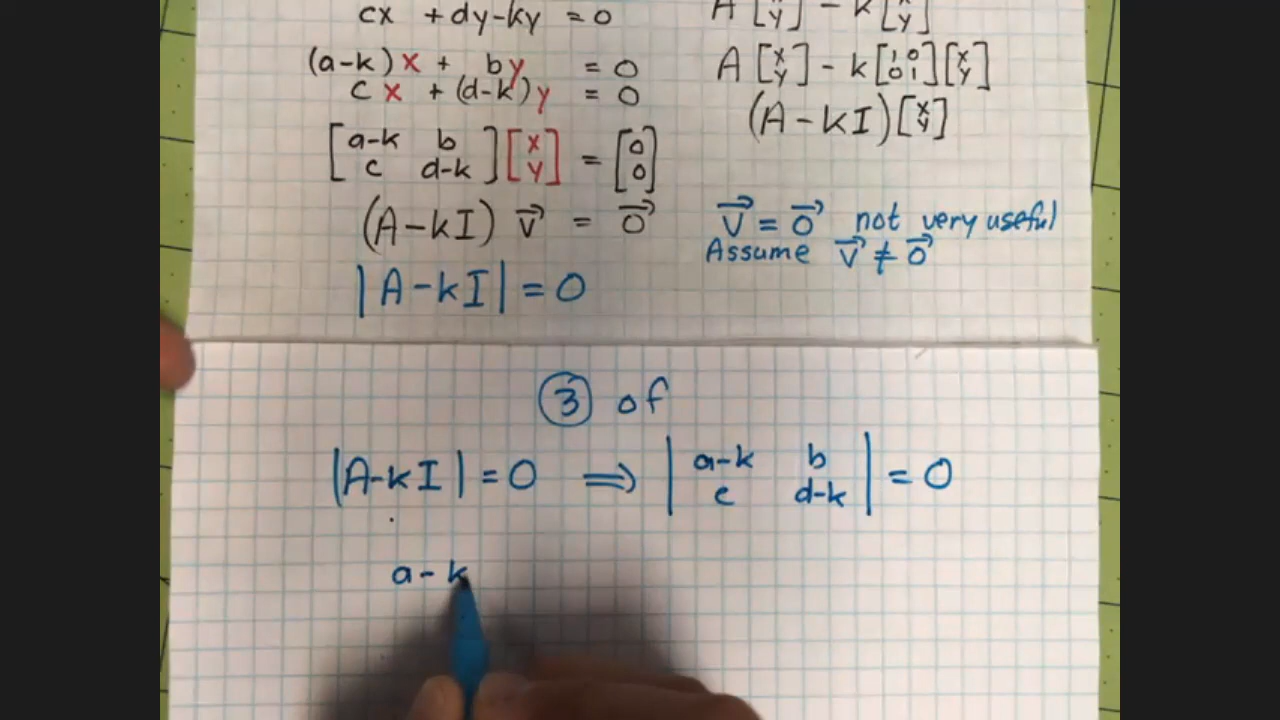 cx + dy-ky = 0
A [x y] - k [x y]
(a-k)x + by = 0
cx + (d-k)y = 0
A [x y] - k [1 0 0 1] [x y]
(A-kI) [x y]
[a-k b c d-k] [x y] = [0 0]
(A-kI) v⃗ = 0⃗
v⃗ = 0⃗ not very useful
Assume v⃗ ≠ 0⃗
|A-kI| = 0
③ of
|A-kI| = 0 ⟹ |a-k b c d-k| = 0
a-k